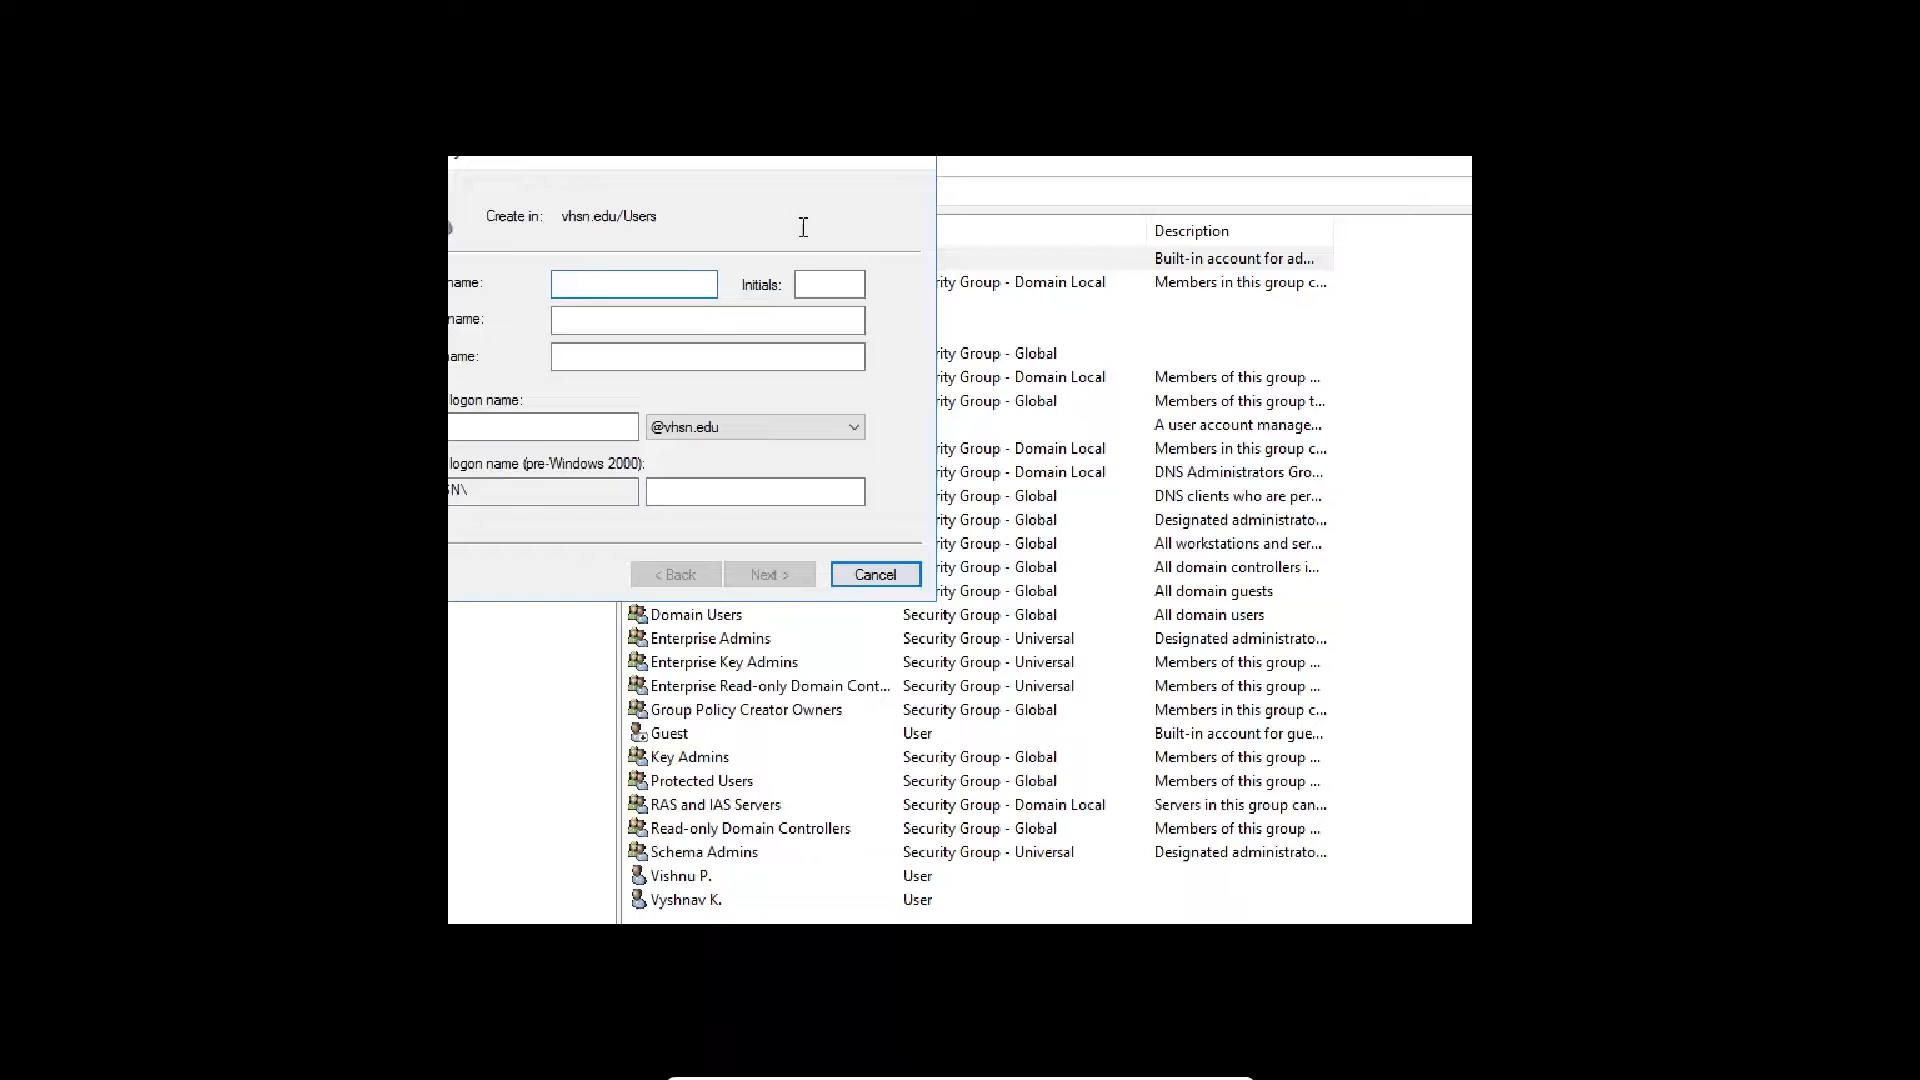 Create in: vhsn.edu/Users
name: Initials:
name:
ame:
logon name:
@vhsn.edu
logon name (pre-Windows 2000):
SN\
< Back Next > Cancel
Description
Built-in account for ad...
rity Group - Domain Local Members in this group c...
rity Group - Global
rity Group - Domain Local Members of this group ...
rity Group - Global Members of this group t...
A user account manage...
rity Group - Domain Local Members in this group c...
rity Group - Domain Local DNS Administrators Gro...
rity Group - Global DNS clients who are per...
rity Group - Global Designated administrato...
rity Group - Global All workstations and ser...
rity Group - Global All domain controllers i...
rity Group - Global All domain guests
Domain Users Security Group - Global All domain users
Enterprise Admins Security Group - Universal Designated administrato...
Enterprise Key Admins Security Group - Universal Members of this group ...
Enterprise Read-only Domain Cont... Security Group - Universal Members of this group ...
Group Policy Creator Owners Security Group - Global Members in this group c...
Guest User Built-in account for gue...
Key Admins Security Group - Global Members of this group ...
Protected Users Security Group - Global Members of this group ...
RAS and IAS Servers Security Group - Domain Local Servers in this group can...
Read-only Domain Controllers Security Group - Global Members of this group ...
Schema Admins Security Group - Universal Designated administrato...
Vishnu P. User
Vyshnav K. User